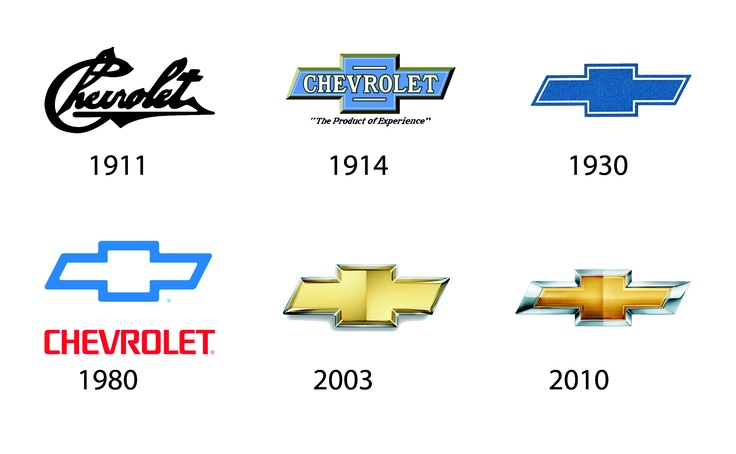 Chevrolet
CHEVROLET
"The Product of Experience"
1911
1914
1930
CHEVROLET®
®
1980
2003
2010